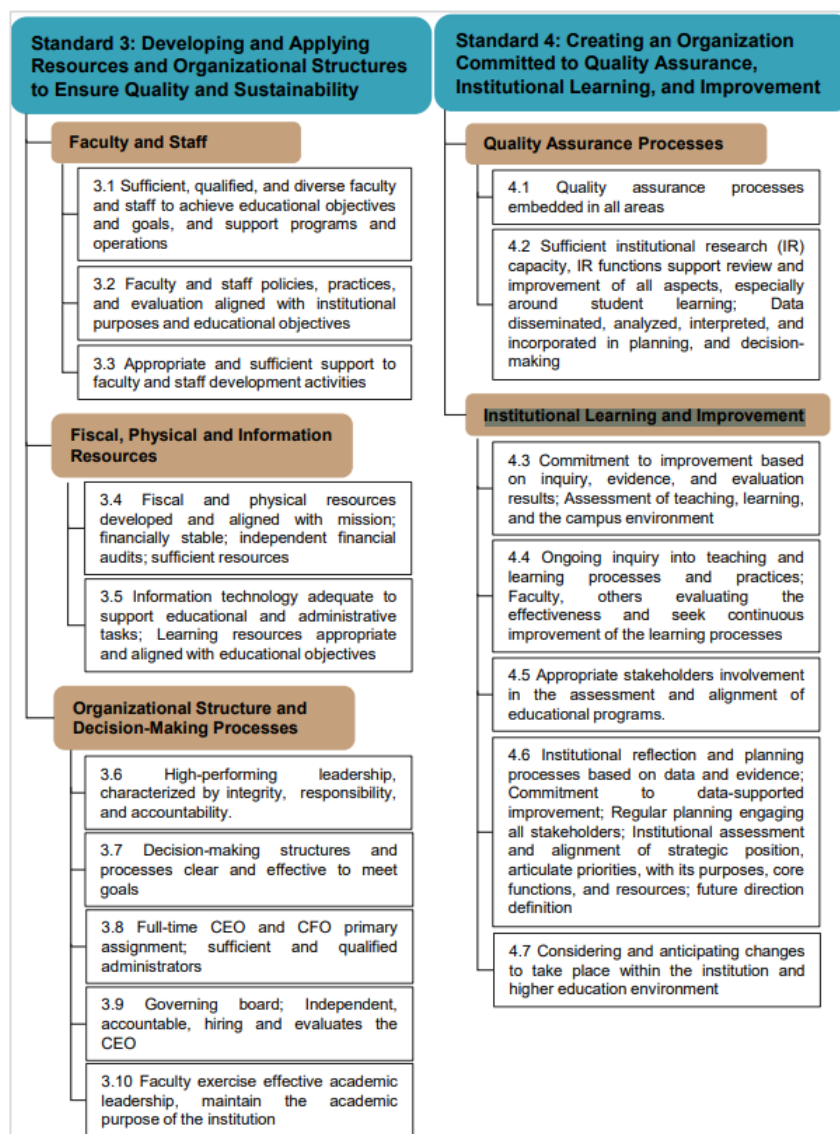 Standard 3: Developing and Applying
Resources and Organizational Structures
to Ensure Quality and Sustainability
Faculty and Staff
3.1 Sufficient, qualified, and diverse faculty
and staff to achieve educational objectives
and goals, and support programs and
operations
3.2 Faculty and staff policies, practices,
and evaluation aligned with institutional
purposes and educational objectives
3.3 Appropriate and sufficient support to
faculty and staff development activities
Fiscal, Physical and Information
Resources
3.4 Fiscal and physical resources
developed and aligned with mission;
financially stable; independent financial
audits; sufficient resources
3.5 Information technology adequate to
support educational and administrative
tasks; Learning resources appropriate
and aligned with educational objectives
Organizational Structure and
Decision-Making Processes
3.6 High-performing leadership,
characterized by integrity, responsibility,
and accountability.
3.7 Decision-making structures and
processes clear and effective to meet
goals
3.8 Full-time CEO and CFO primary
assignment; sufficient and qualified
administrators
3.9 Governing board; Independent,
accountable, hiring and evaluates the
CEO
3.10 Faculty exercise effective academic
leadership, maintain the academic
purpose of the institution
Standard 4: Creating an Organization
Committed to Quality Assurance,
Institutional Learning, and Improvement
Quality Assurance Processes
4.1 Quality assurance processes
embedded in all areas
4.2 Sufficient institutional research (IR)
capacity, IR functions support review and
improvement of all aspects, especially
around student learning; Data
disseminated, analyzed, interpreted, and
incorporated in planning, and decision-
making
Institutional Learning and Improvement
4.3 Commitment to improvement based
on inquiry, evidence, and evaluation
results; Assessment of teaching, learning,
and the campus environment
4.4 Ongoing inquiry into teaching and
learning processes and practices;
Faculty, others evaluating the
effectiveness and seek continuous
improvement of the learning processes
4.5 Appropriate stakeholders involvement
in the assessment and alignment of
educational programs.
4.6 Institutional reflection and planning
processes based on data and evidence;
Commitment to data-supported
improvement; Regular planning engaging
all stakeholders; Institutional assessment
and alignment of strategic position,
articulate priorities, with its purposes, core
functions, and resources; future direction
definition
4.7 Considering and anticipating changes
to take place within the institution and
higher education environment